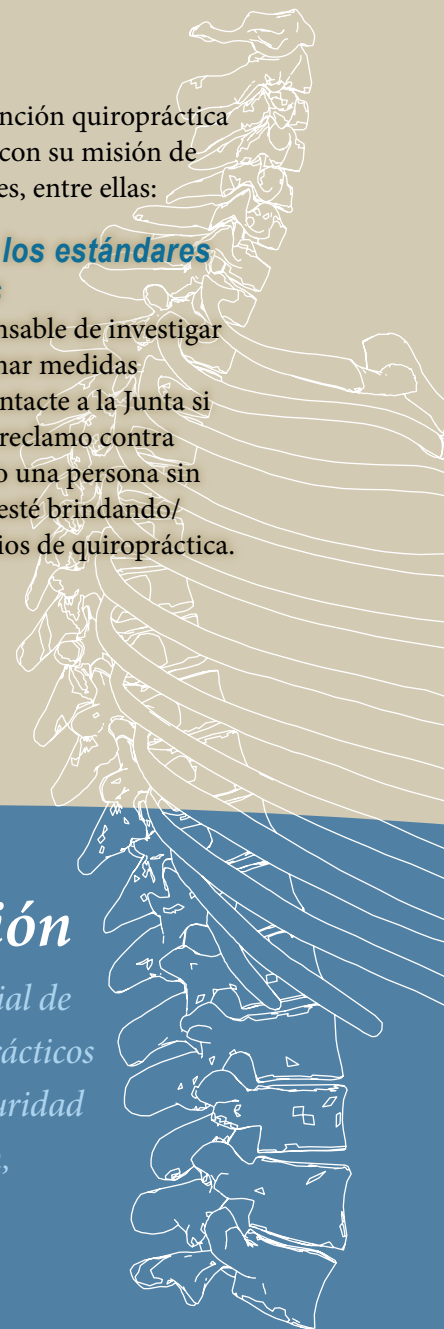 nción quiropráctica
con su misión de
es, entre ellas:
los estándares
s
nsable de investigar
nar medidas
ntacte a la Junta si
reclamo contra
o una persona sin
esté brindando/
ios de quiropráctica.
ión
ial de
rácticos
uridad
,